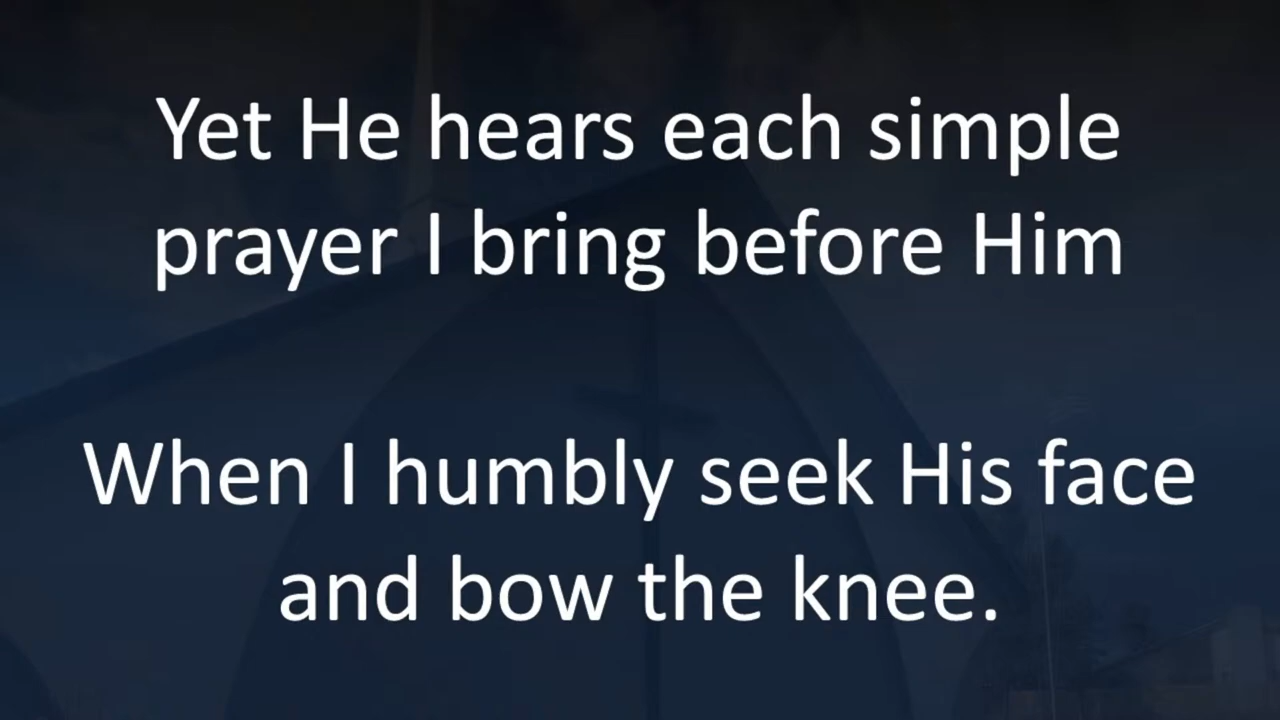 Yet He hears each simple
prayer I bring before Him
When I humbly seek His face
and bow the knee.